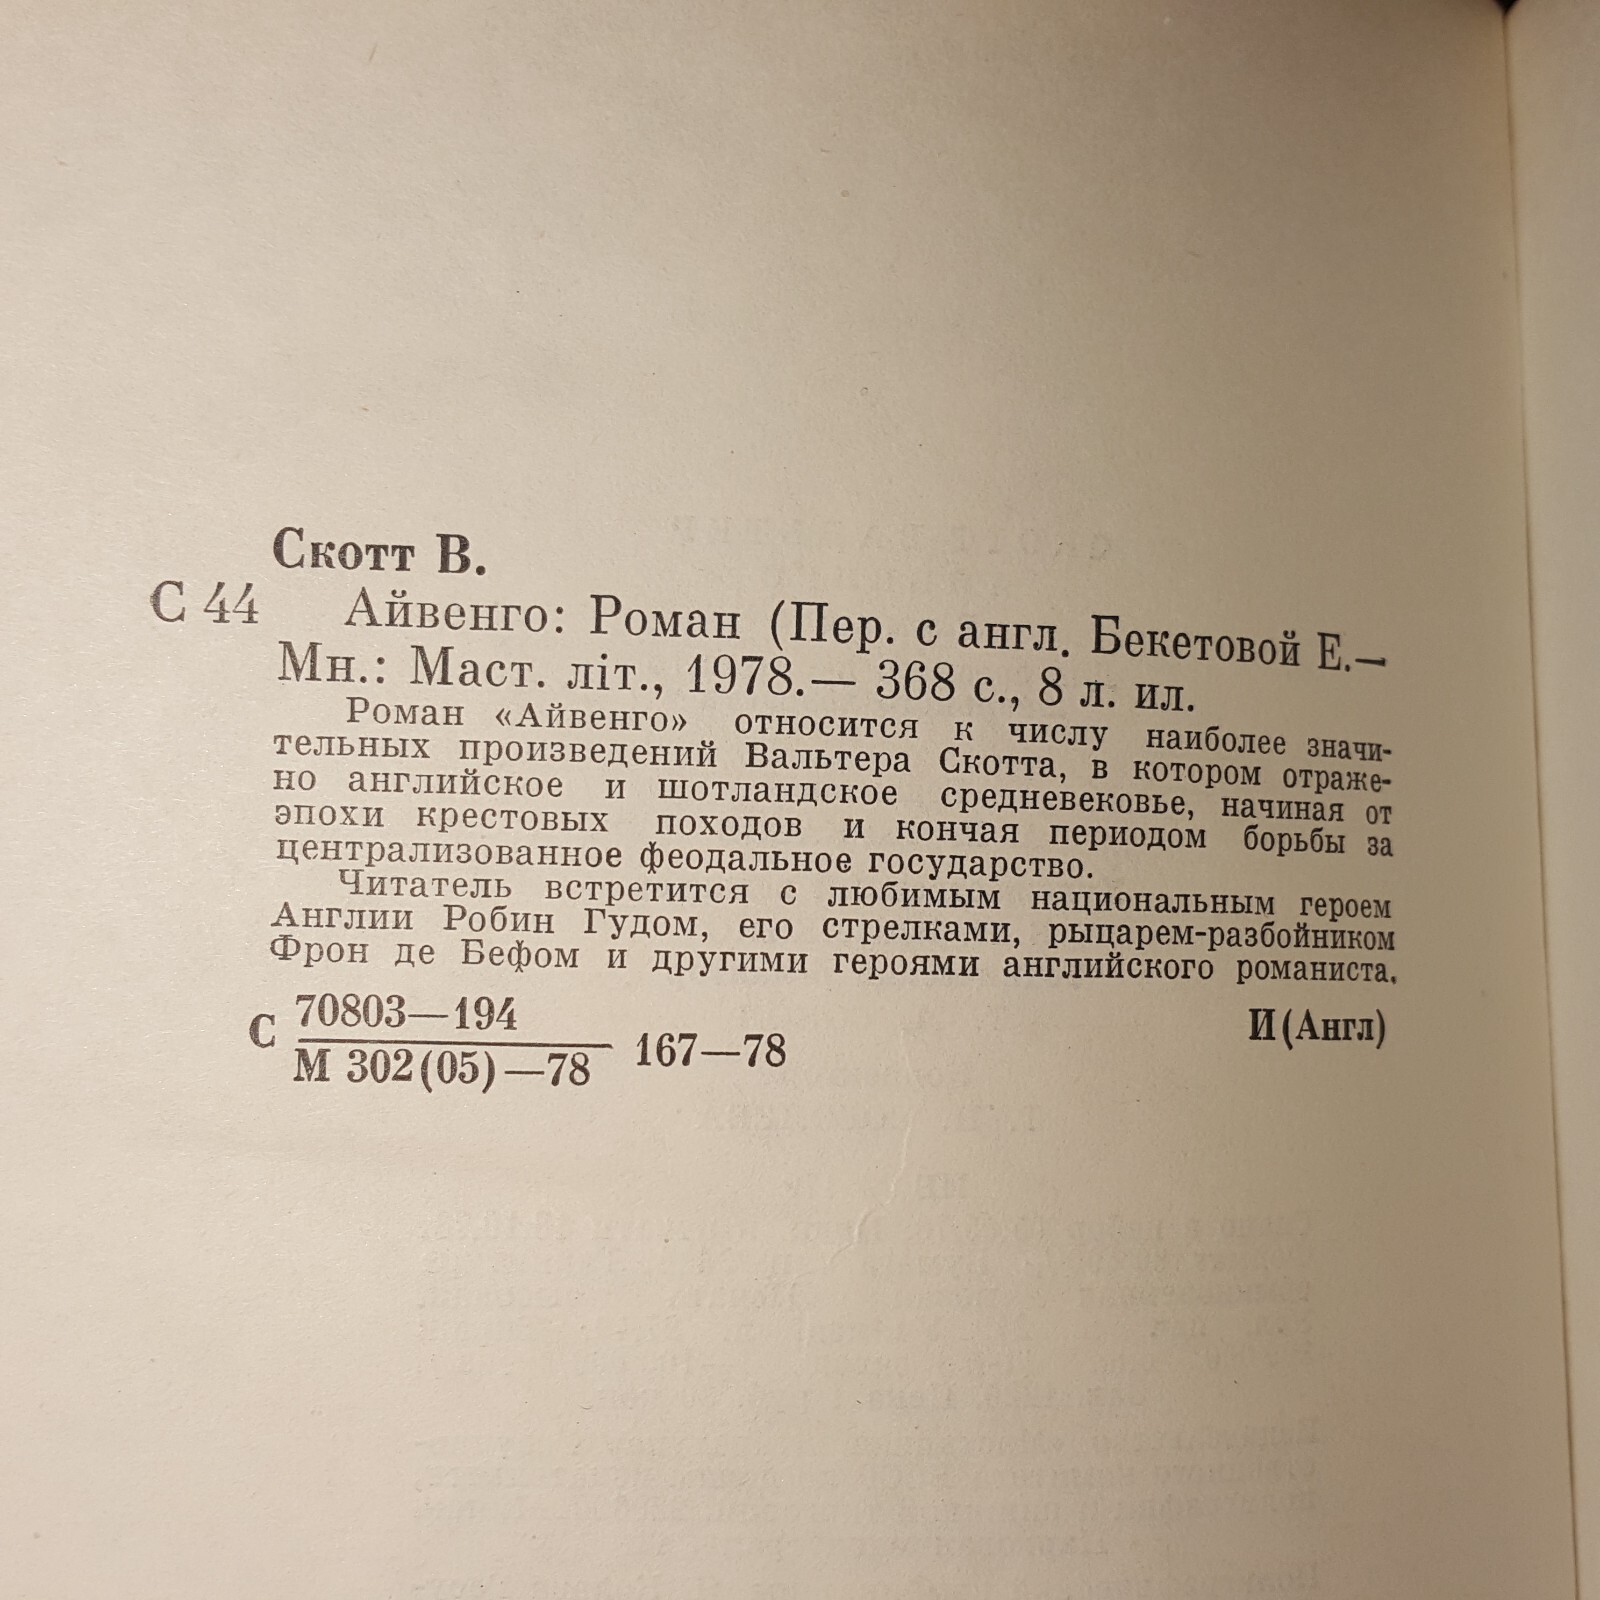 Скотт В.
С 44 Айвенго: Роман (Пер. с англ. Бекетовой Е.—
Мн.: Маст. літ., 1978.— 368 с., 8 л. ил.
Роман «Айвенго» относится к числу наиболее значи-
тельных произведений Вальтера Скотта, в котором отраже-
но английское и шотландское средневековье, начиная от
эпохи крестовых походов и кончая периодом борьбы за
централизованное феодальное государство.
Читатель встретится с любимым национальным героем
Англии Робин Гудом, его стрелками, рыцарем-разбойником
Фрон де Бефом и другими героями английского романиста.
С 70803—194
М 302(05)—78 167—78 И(Англ)